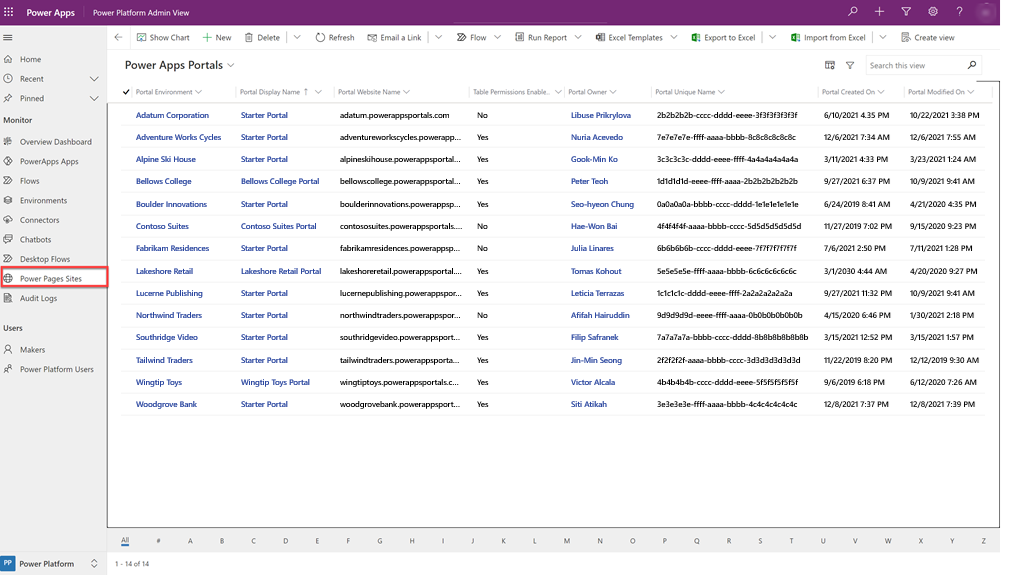 Power Apps Power Platform Admin View
Show Chart New Delete Refresh Email a Link Flow Run Report Excel Templates Export to Excel Import from Excel Create view
Home
Recent
Pinned
Monitor
Overview Dashboard
PowerApps Apps
Flows
Environments
Connectors
Chatbots
Desktop Flows
Power Pages Sites
Audit Logs
Users
Makers
Power Platform Users
PP Power Platform
Power Apps Portals Search this view
Portal Environment Portal Display Name ↑ Portal Website Name Table Permissions Enable... Portal Owner Portal Unique Name Portal Created On Portal Modified On
Adatum Corporation Starter Portal adatum.powerappsportals.com No Libuse Prikrylova 2b2b2b2b-cccc-dddd-eeee-3f3f3f3f3f3f 6/10/2021 4.35 PM 10/22/2021 3:38 PM
Adventure Works Cycles Starter Portal adventureworkscycles.powerapp... Yes Nuria Acevedo 7e7e7e7e-ffff-aaaa-bbbb-8c8c8c8c8c8c 12/6/2021 7:34 AM 12/6/2021 7:55 AM
Alpine Ski House Starter Portal alpineskihouse.powerappsportal... Yes Gook-Min Ko 3c3c3c3c-dddd-eeee-ffff-4a4a4a4a4a4a 3/11/2021 4:33 PM 3/23/2021 1:24 AM
Bellows College Bellows College Portal bellowscollege.powerappsportal... Yes Peter Teoh 1d1d1d1d-eeee-ffff-aaaa-2b2b2b2b2b2b 9/27/2021 6:37 PM 10/9/2021 9:41 AM
Boulder Innovations Starter Portal boulderinnovations.powerappsp... Yes Seo-hyeon Chung 0a0a0a0a-bbbb-cccc-dddd-1e1e1e1e1e1e 6/24/2019 8:41 AM 4/21/2020 4:35 PM
Contoso Suites Contoso Suites Portal contososuites.powerappsportals.... No Hae-Won Bai 4f4f4f4f-aaaa-bbbb-cccc-5d5d5d5d5d5d 11/27/2019 7:02 PM 9/15/2020 9:23 PM
Fabrikam Residences Starter Portal fabrikamresidences.powerappsp... No Julia Linares 6b6b6b6b-cccc-dddd-eeee-7f7f7f7f7f7f 7/6/2021 2:50 PM 7/11/2021 1:28 PM
Lakeshore Retail Lakeshore Retail Portal lakeshoreretail.powerappsportal... Yes Tomas Kohout 5e5e5e5e-ffff-aaaa-bbbb-6c6c6c6c6c6c 3/1/2030 4:44 AM 4/20/2020 9:27 PM
Lucerne Publishing Starter Portal lucernepublishing.powerappspor... Yes Leticia Terrazas 1c1c1c1c-dddd-eeee-ffff-2a2a2a2a2a2a 9/27/2021 11:32 PM 10/9/2021 9:41 AM
Northwind Traders Starter Portal northwindtraders.powerappspor... No Afifah Hairuddin 9d9d9d9d-eeee-ffff-aaaa-0b0b0b0b0b0b 4/15/2020 6:46 PM 1/30/2021 2:18 PM
Southridge Video Starter Portal southridgevideo.powerappsport... Yes Filip Safranek 7a7a7a7a-bbbb-cccc-dddd-8b8b8b8b8b8b 3/15/2021 12:52 PM 3/15/2021 1:57 PM
Tailwind Traders Starter Portal tailwindtraders.powerappsporta... Yes Jin-Min Seong 2f2f2f2f-aaaa-bbbb-cccc-3d3d3d3d3d3d 11/22/2019 8:20 PM 12/12/2019 9:30 AM
Wingtip Toys Wingtip Toys Portal wingtiptoys.powerappsportals.c... Yes Victor Alcala 4b4b4b4b-cccc-dddd-eeee-5f5f5f5f5f5f 9/6/2019 6:18 PM 6/12/2020 7:26 AM
Woodgrove Bank Starter Portal woodgrovebank.powerappsport... Yes Siti Atikah 3e3e3e3e-ffff-aaaa-bbbb-4c4c4c4c4c4c 12/8/2021 7:37 PM 12/8/2021 7:39 PM
All # A B C D E F G H I J K L M N O P Q R S T U V W X Y Z
1 - 14 of 14